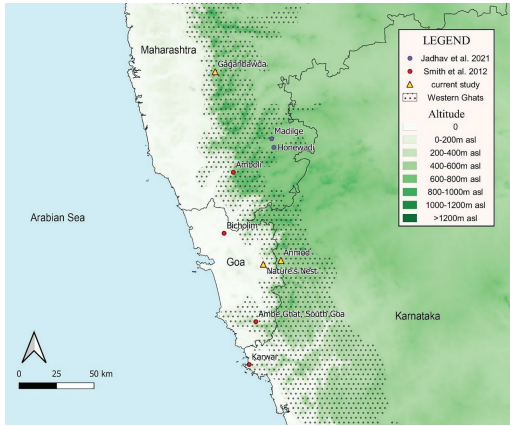 Maharashtra
Gaganbawda
Madilge
Honewadi
Amboli
Arabian Sea
Bicholim
Goa
Anmod
Nature's Nest
Ambe Ghat, South Goa
Karnataka
Karwar
0 25 50 km
LEGEND
Jadhav et al. 2021
Smith et al. 2012
current study
Western Ghats
Altitude
0
0-200m asl
200-400m asl
400-600m asl
600-800m asl
800-1000m asl
1000-1200m asl
>1200m asl